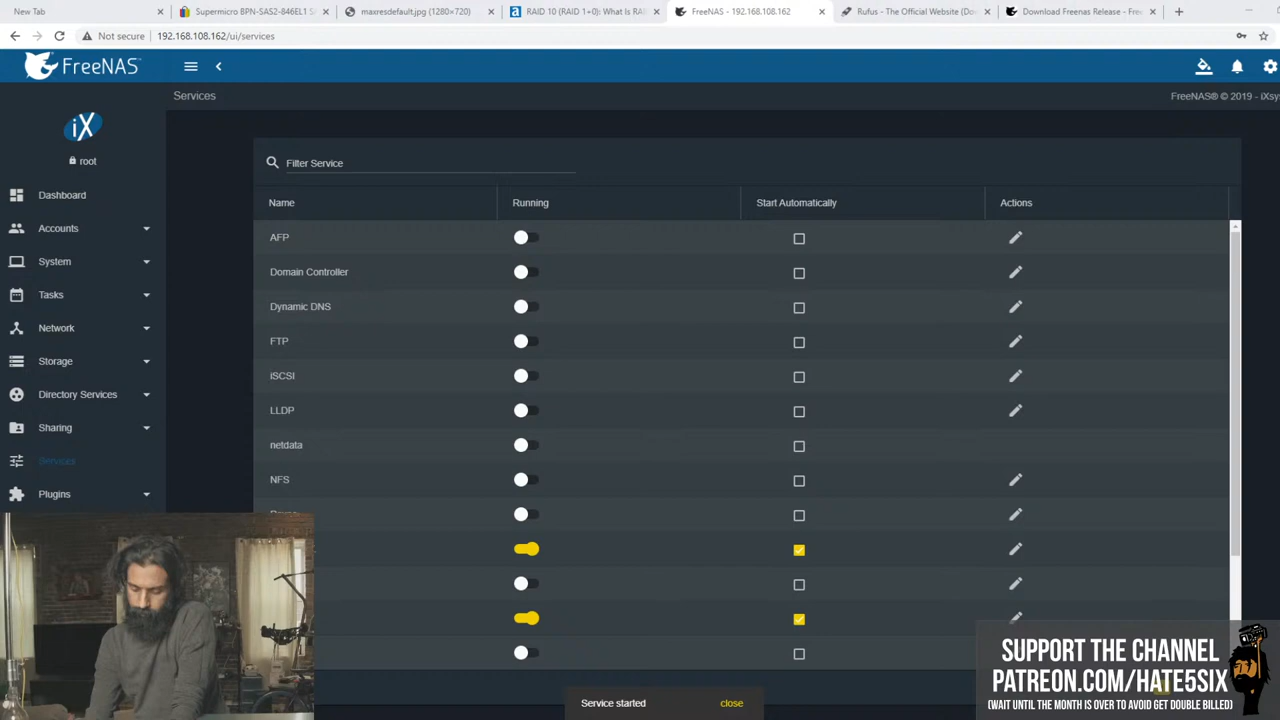 New Tab
Supermicro BPN-SAS2-846EL1
maxresdefault.jpg (1280×720)
RAID 10 (RAID 1+0): What Is RAI
FreeNAS - 192.168.108.162
Rufus - The Official Website (Do
Download Freenas Release - Fre
Not secure
192.168.108.162/ui/services
FreeNAS
Services
FreeNAS® © 2019 - iXsy
iX
root
Filter Service
Name
Running
Start Automatically
Actions
Dashboard
Accounts
System
Tasks
Network
Storage
Directory Services
Sharing
Services
Plugins
AFP
Domain Controller
Dynamic DNS
FTP
iSCSI
LLDP
netdata
NFS
Service started
close
SUPPORT THE CHANNEL
PATREON.COM/HATE5SIX
(WAIT UNTIL THE MONTH IS OVER TO AVOID GET DOUBLE BILLED)